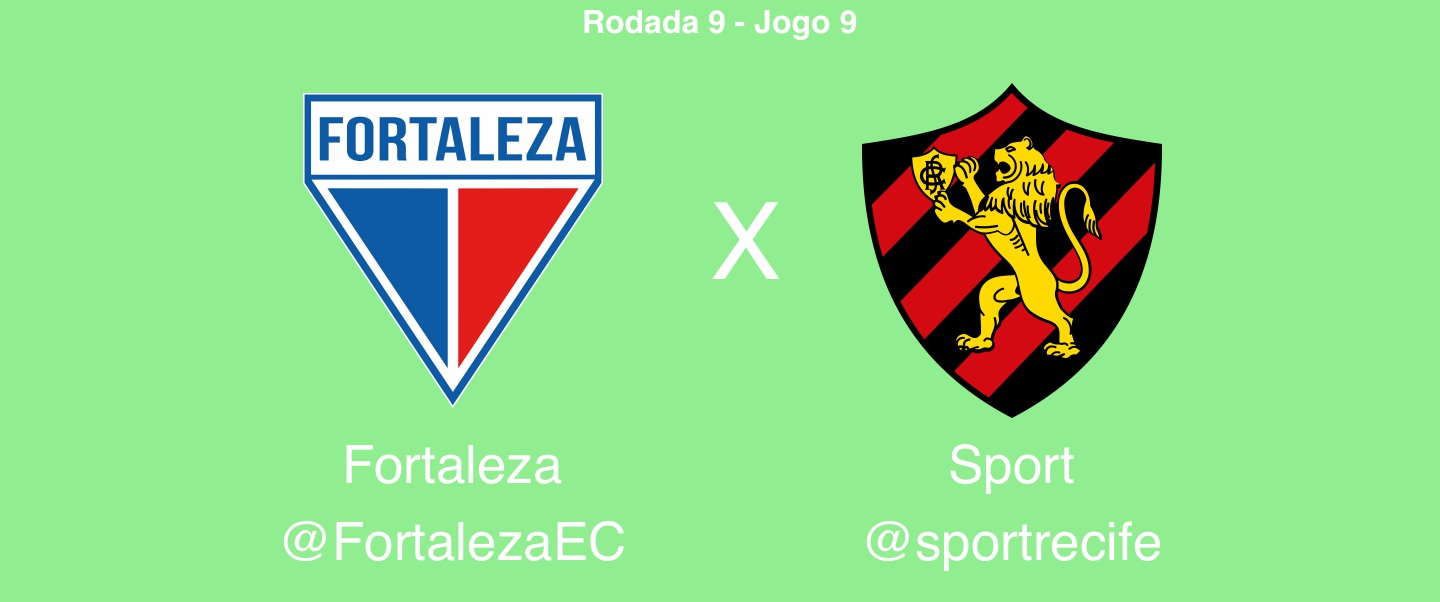 Rodada 9 - Jogo 9
FORTALEZA
X
Fortaleza
Sport
@FortalezaEC
@sportrecife